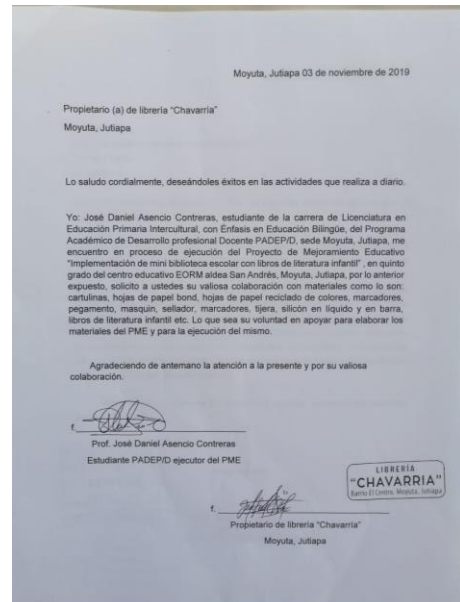 Moyuta, Jutiapa 03 de noviembre de 2019
Propietario (a) de librería "Chavarria"
Moyuta, Jutiapa
Lo saludo cordialmente, deseándoles éxitos en las actividades que realiza a diario.
Yo: José Daniel Asencio Contreras, estudiante de la carrera de Licenciatura en
Educación Primaria Intercultural, con Énfasis en Educación Bilingüe, del Programa
Académico de Desarrollo profesional Docente PADEP/D, sede Moyuta, Jutiapa, me
encuentro en proceso de ejecución del Proyecto de Mejoramiento Educativo
"Implementación de mini biblioteca escolar con libros de literatura infantil" , en quinto
grado del centro educativo EORM aldea San Andrés, Moyuta, Jutiapa, por lo anterior
expuesto, solicito a ustedes su valiosa colaboración con materiales como lo son:
cartulinas, hojas de papel bond, hojas de papel reciclado de colores, marcadores,
pegamento, masquin, sellador, marcadores, tijera, silicón en líquido y en barra,
libros de literatura infantil etc. Lo que sea su voluntad en apoyar para elaborar los
materiales del PME y para la ejecución del mismo.
Agradeciendo de antemano la atención a la presente y por su valiosa
colaboración.
f.
Prof. José Daniel Asencio Contreras
Estudiante PADEP/D ejecutor del PME
LIBRERÍA
"CHAVARRIA"
Barrio El Centro, Moyuta, Jutiapa
f.
Propietario de librería "Chavarria"
Moyuta, Jutiapa